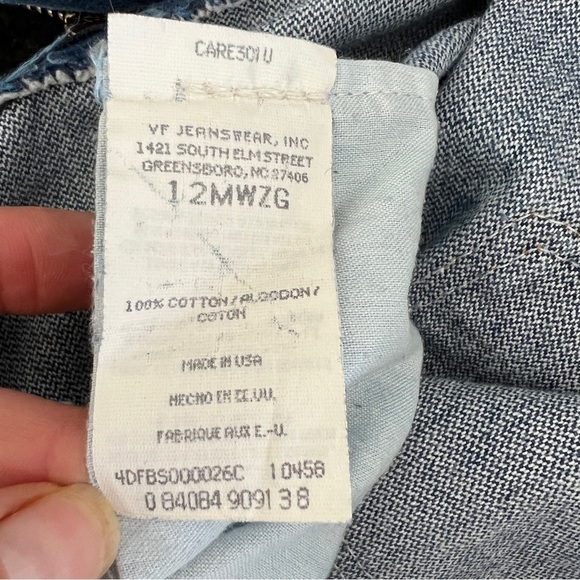 CARE301U
VF JEANSWEAR, INC
1421 SOUTH ELM STREET
GREENSBORO, NC 27406
12MWZG
100% COTTON/ALGODON/
COTON
MADE IN USA
HECHO EN EE.UU.
FABRIQUE AUX E.-U.
4DFBS000026C 10458
0 84084 90913 8